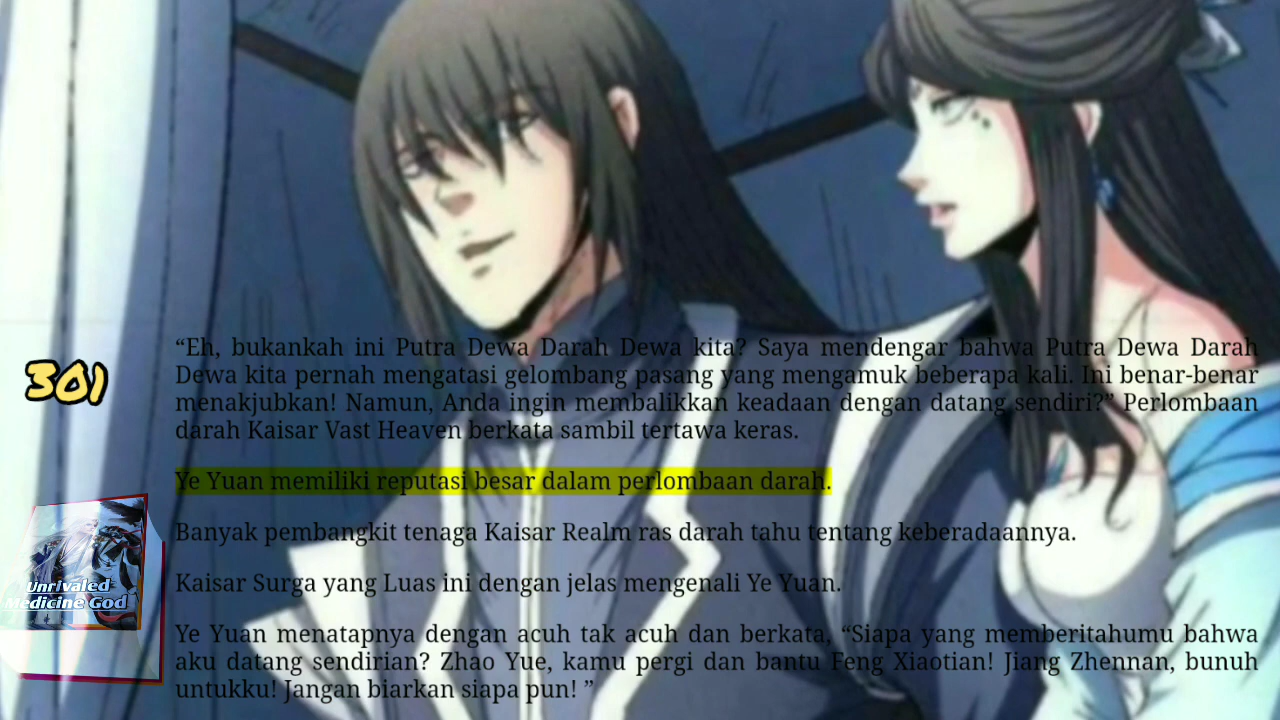 “Eh, bukankah ini Putra Dewa Darah Dewa kita? Saya mendengar bahwa Putra Dewa Darah
Dewa kita pernah mengatasi gelombang pasang yang mengamuk beberapa kali. Ini benar-benar
menakjubkan! Namun, Anda ingin membalikkan keadaan dengan datang sendiri?” Perlombaan
darah Kaisar Vast Heaven berkata sambil tertawa keras.
301
Ye Yuan memiliki reputasi besar dalam perlombaan darah.
Banyak pembangkit tenaga Kaisar Realm ras darah tahu tentang keberadaannya.
Kaisar Surga yang Luas ini dengan jelas mengenali Ye Yuan.
Unrivaled
Medicine God
Ye Yuan menatapnya dengan acuh tak acuh dan berkata, “Siapa yang memberitahumu bahwa
aku datang sendirian? Zhao Yue, kamu pergi dan bantu Feng Xiaotian! Jiang Zhennan, bunuh
untukku! Jangan biarkan siapa pun! ”